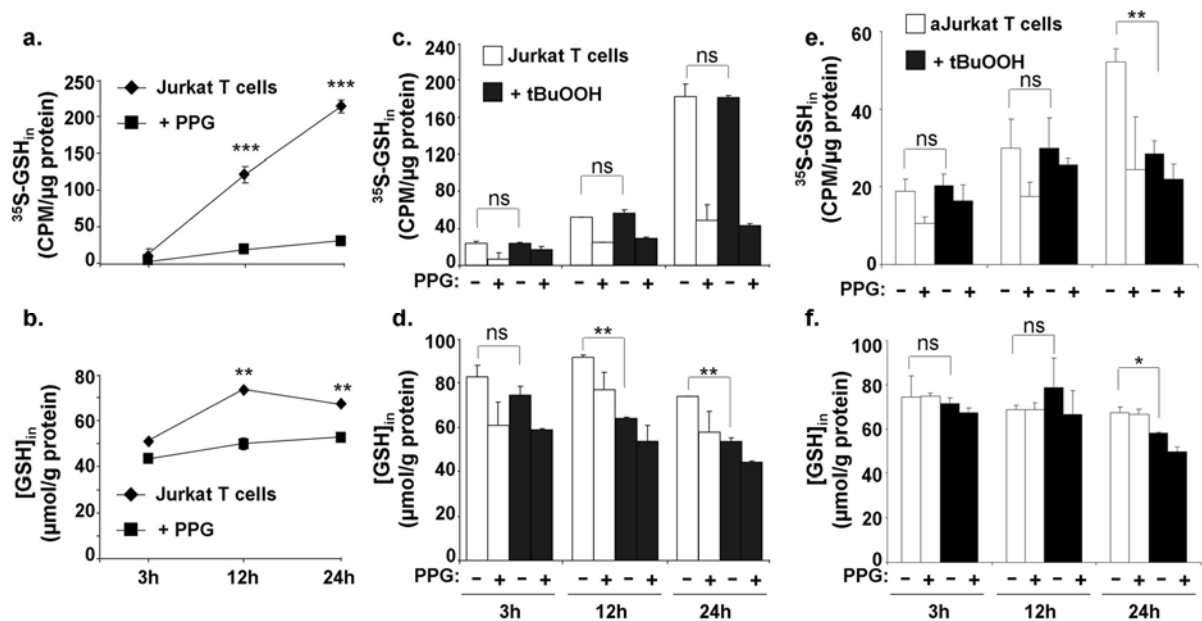 a.
³⁵S-GSHin
(CPM/µg protein)
250
200
150
100
50
0
Jurkat T cells
+ PPG
***
***
3h
12h
24h
b.
[GSH]in
(µmol/g protein)
80
60
40
20
0
**
**
Jurkat T cells
+ PPG
3h
12h
24h
c.
³⁵S-GSHin
(CPM/µg protein)
240
200
160
120
80
40
0
Jurkat T cells
+ tBuOOH
ns
ns
ns
PPG: − + − + − + − + − + − +
d.
[GSH]in
(µmol/g protein)
100
80
60
40
20
0
ns
**
**
PPG: − + − + − + − + − + − +
3h 12h 24h
e.
³⁵S-GSHin
(CPM/µg protein)
60
40
20
0
aJurkat T cells
+ tBuOOH
ns
ns
**
PPG: − + − + − + − + − + − +
f.
[GSH]in
(µmol/g protein)
100
80
60
40
20
0
ns
ns
*
PPG: − + − + − + − + − + − +
3h 12h 24h